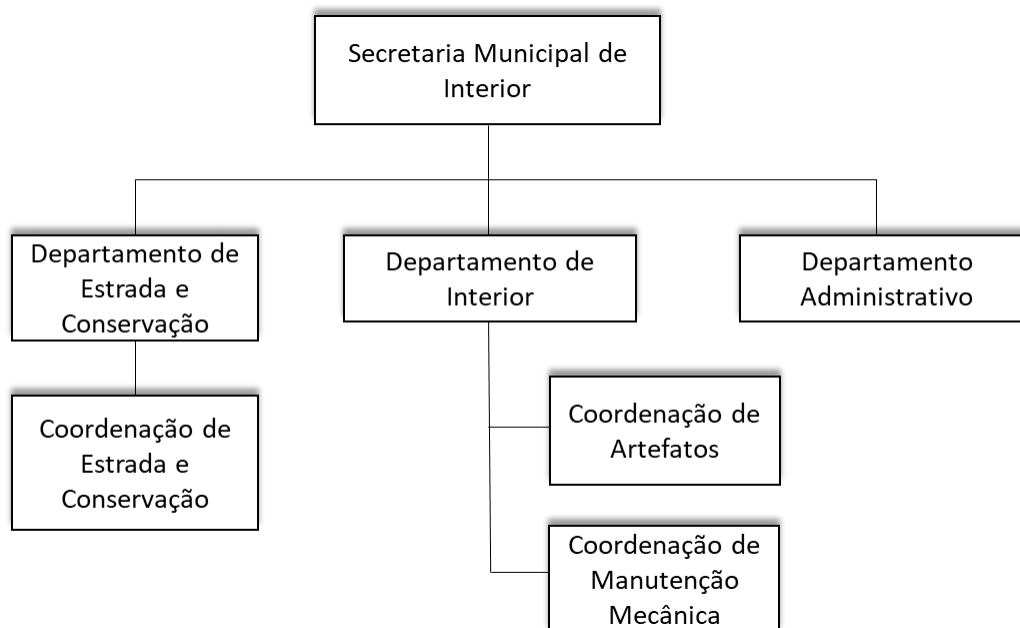 Secretaria Municipal de
Interior
Departamento de
Estrada e
Conservação
Departamento de
Interior
Departamento
Administrativo
Coordenação de
Estrada e
Conservação
Coordenação de
Artefatos
Coordenação de
Manutenção
Mecânica